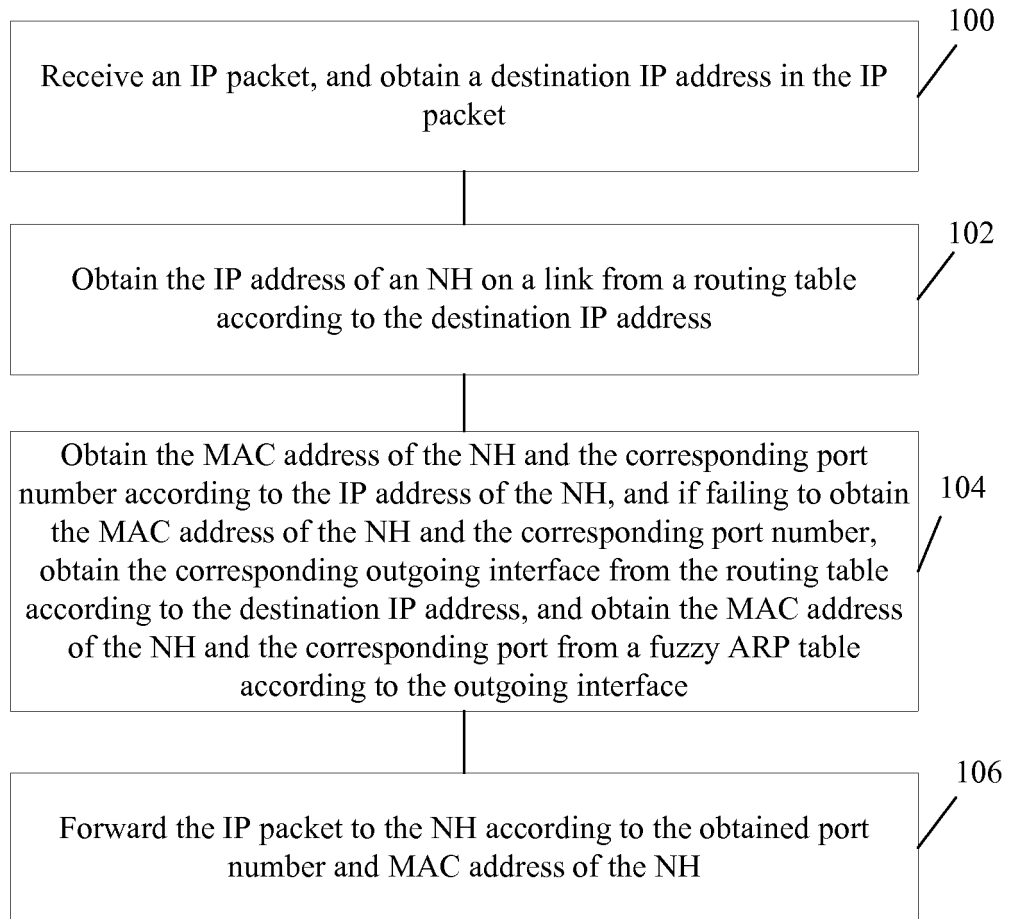 100
Receive an IP packet, and obtain a destination IP address in the IP
packet
102
Obtain the IP address of an NH on a link from a routing table
according to the destination IP address
104
Obtain the MAC address of the NH and the corresponding port
number according to the IP address of the NH, and if failing to obtain
the MAC address of the NH and the corresponding port number,
obtain the corresponding outgoing interface from the routing table
according to the destination IP address, and obtain the MAC address
of the NH and the corresponding port from a fuzzy ARP table
according to the outgoing interface
106
Forward the IP packet to the NH according to the obtained port
number and MAC address of the NH